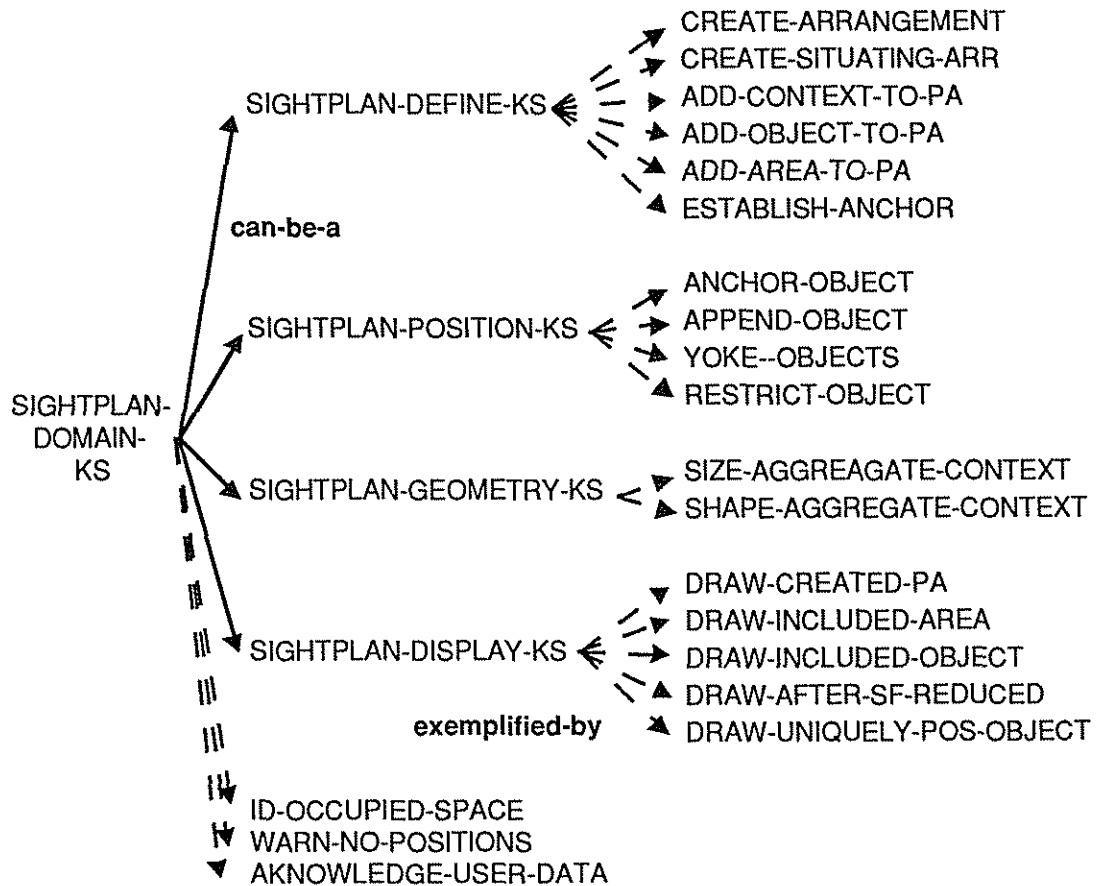 SIGHTPLAN-
DOMAIN-
KS
can-be-a
SIGHTPLAN-DEFINE-KS
CREATE-ARRANGEMENT
CREATE-SITUATING-ARR
ADD-CONTEXT-TO-PA
ADD-OBJECT-TO-PA
ADD-AREA-TO-PA
ESTABLISH-ANCHOR
SIGHTPLAN-POSITION-KS
ANCHOR-OBJECT
APPEND-OBJECT
YOKE--OBJECTS
RESTRICT-OBJECT
SIGHTPLAN-GEOMETRY-KS
SIZE-AGGREAGATE-CONTEXT
SHAPE-AGGREGATE-CONTEXT
SIGHTPLAN-DISPLAY-KS
exemplified-by
DRAW-CREATED-PA
DRAW-INCLUDED-AREA
DRAW-INCLUDED-OBJECT
DRAW-AFTER-SF-REDUCED
DRAW-UNIQUELY-POS-OBJECT
ID-OCCUPIED-SPACE
WARN-NO-POSITIONS
AKNOWLEDGE-USER-DATA